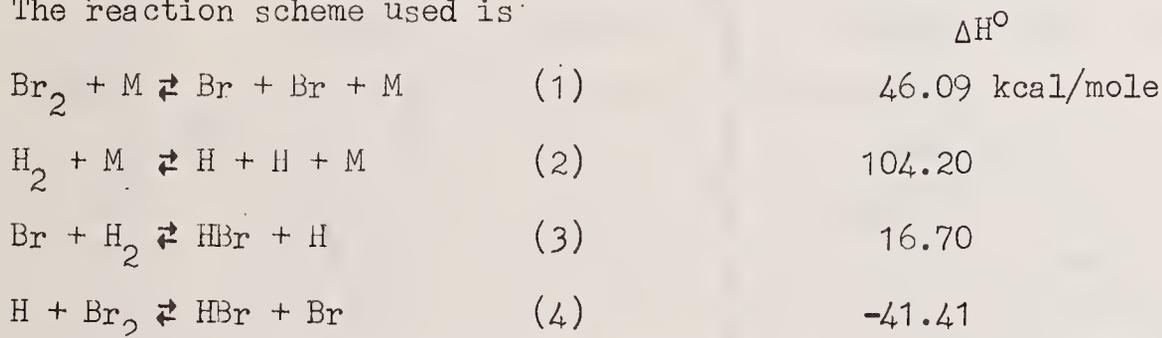 The reaction scheme used is
ΔH°
Br₂ + M ⇄ Br + Br + M (1) 46.09 kcal/mole
H₂ + M ⇄ H + H + M (2) 104.20
Br + H₂ ⇄ HBr + H (3) 16.70
H + Br₂ ⇄ HBr + Br (4) -41.41